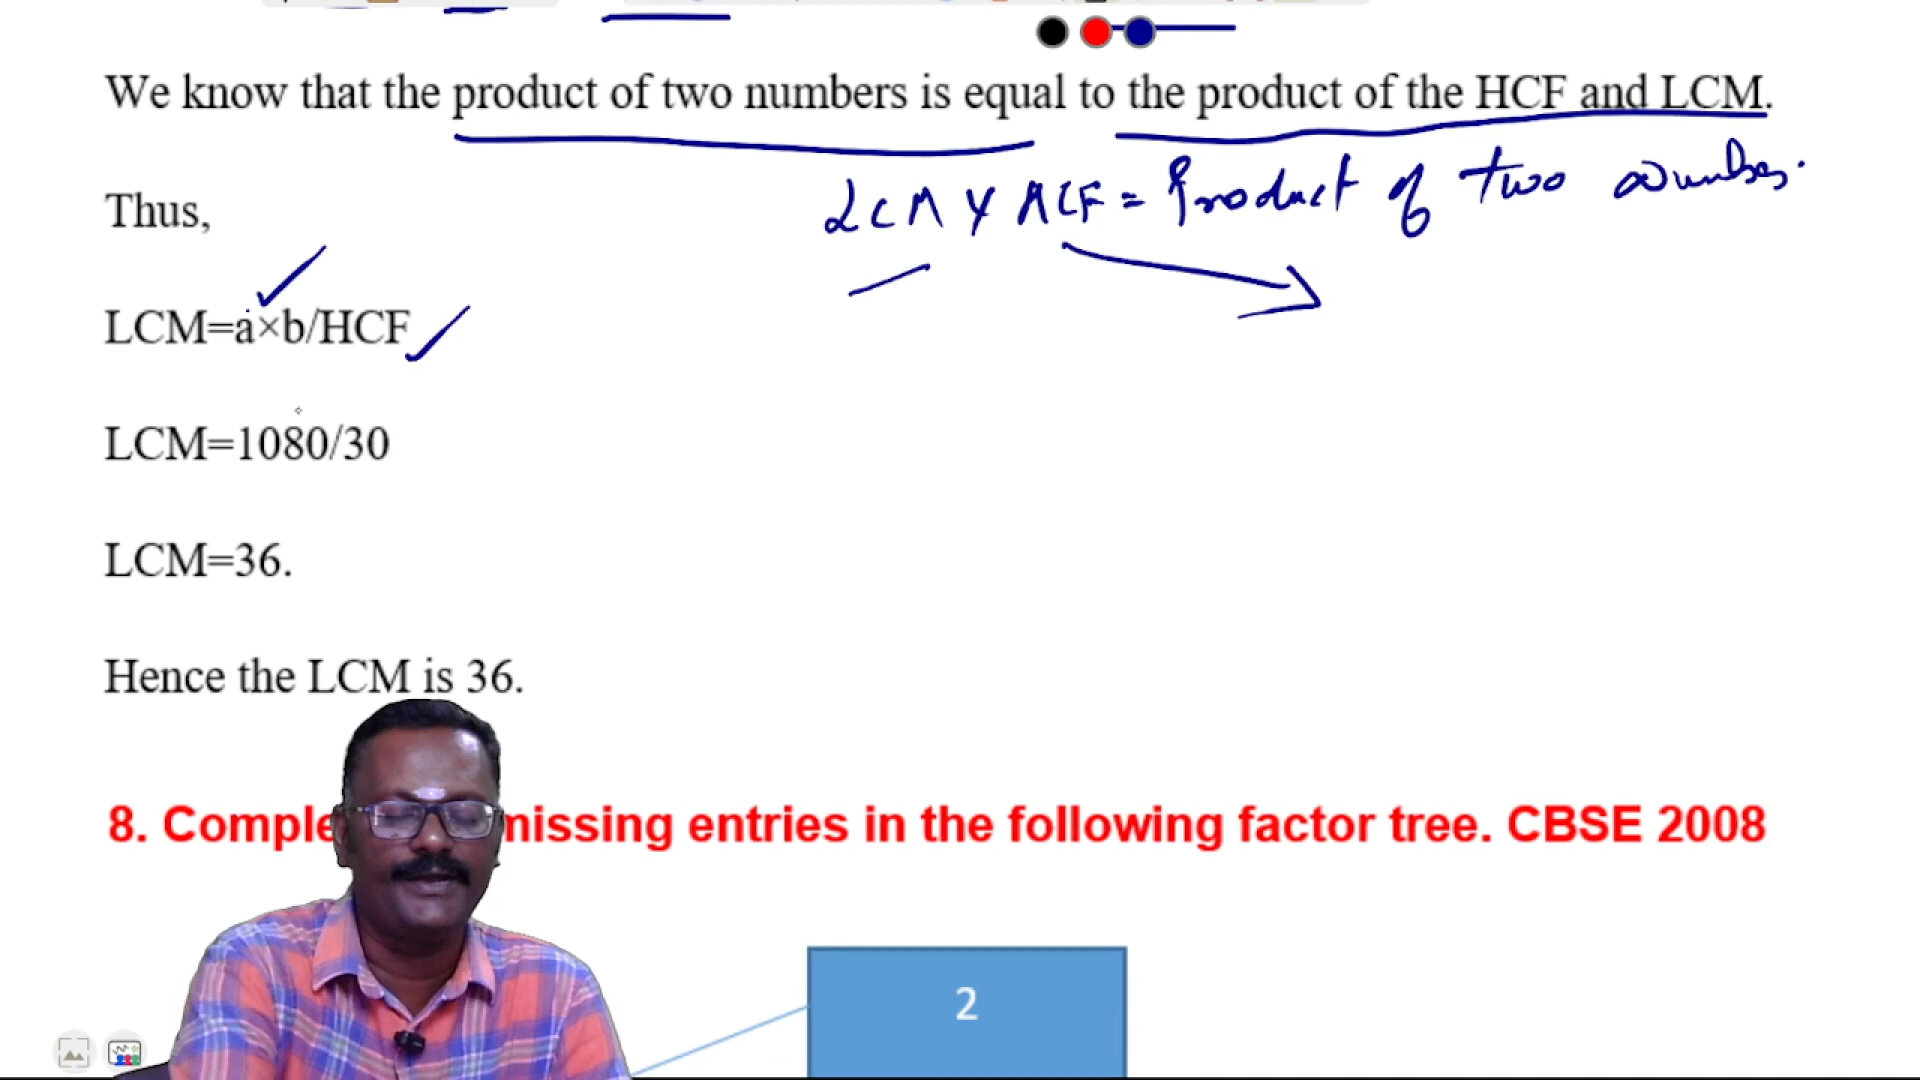 We know that the product of two numbers is equal to the product of the HCF and LCM.
LCM × HCF = Product of two numbers.
Thus,
LCM=a×b/HCF
LCM=1080/30
LCM=36.
Hence the LCM is 36.
8. Comple missing entries in the following factor tree. CBSE 2008
2